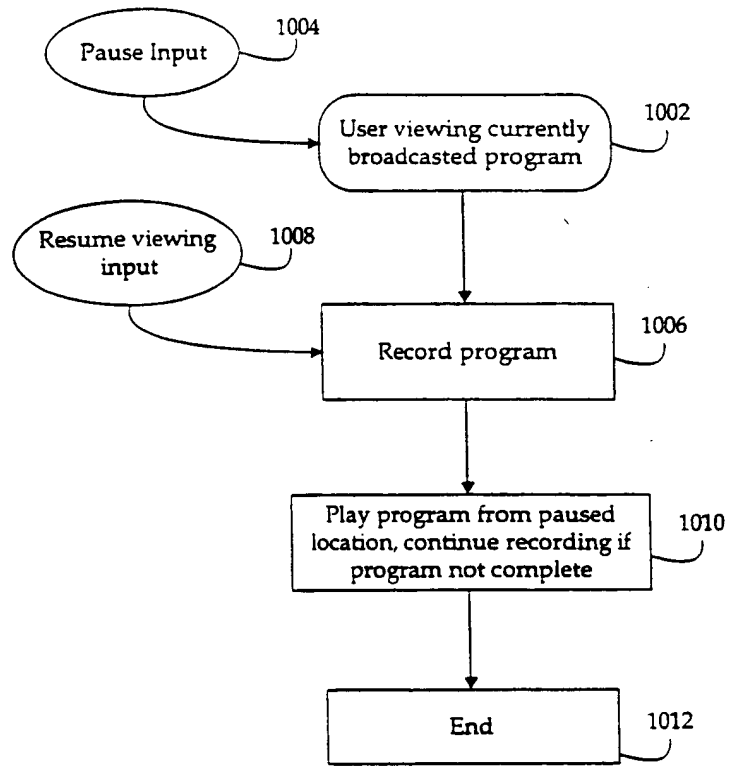 1004
Pause Input
1002
User viewing currently
broadcasted program
1008
Resume viewing
input
1006
Record program
1010
Play program from paused
location, continue recording if
program not complete
End
1012